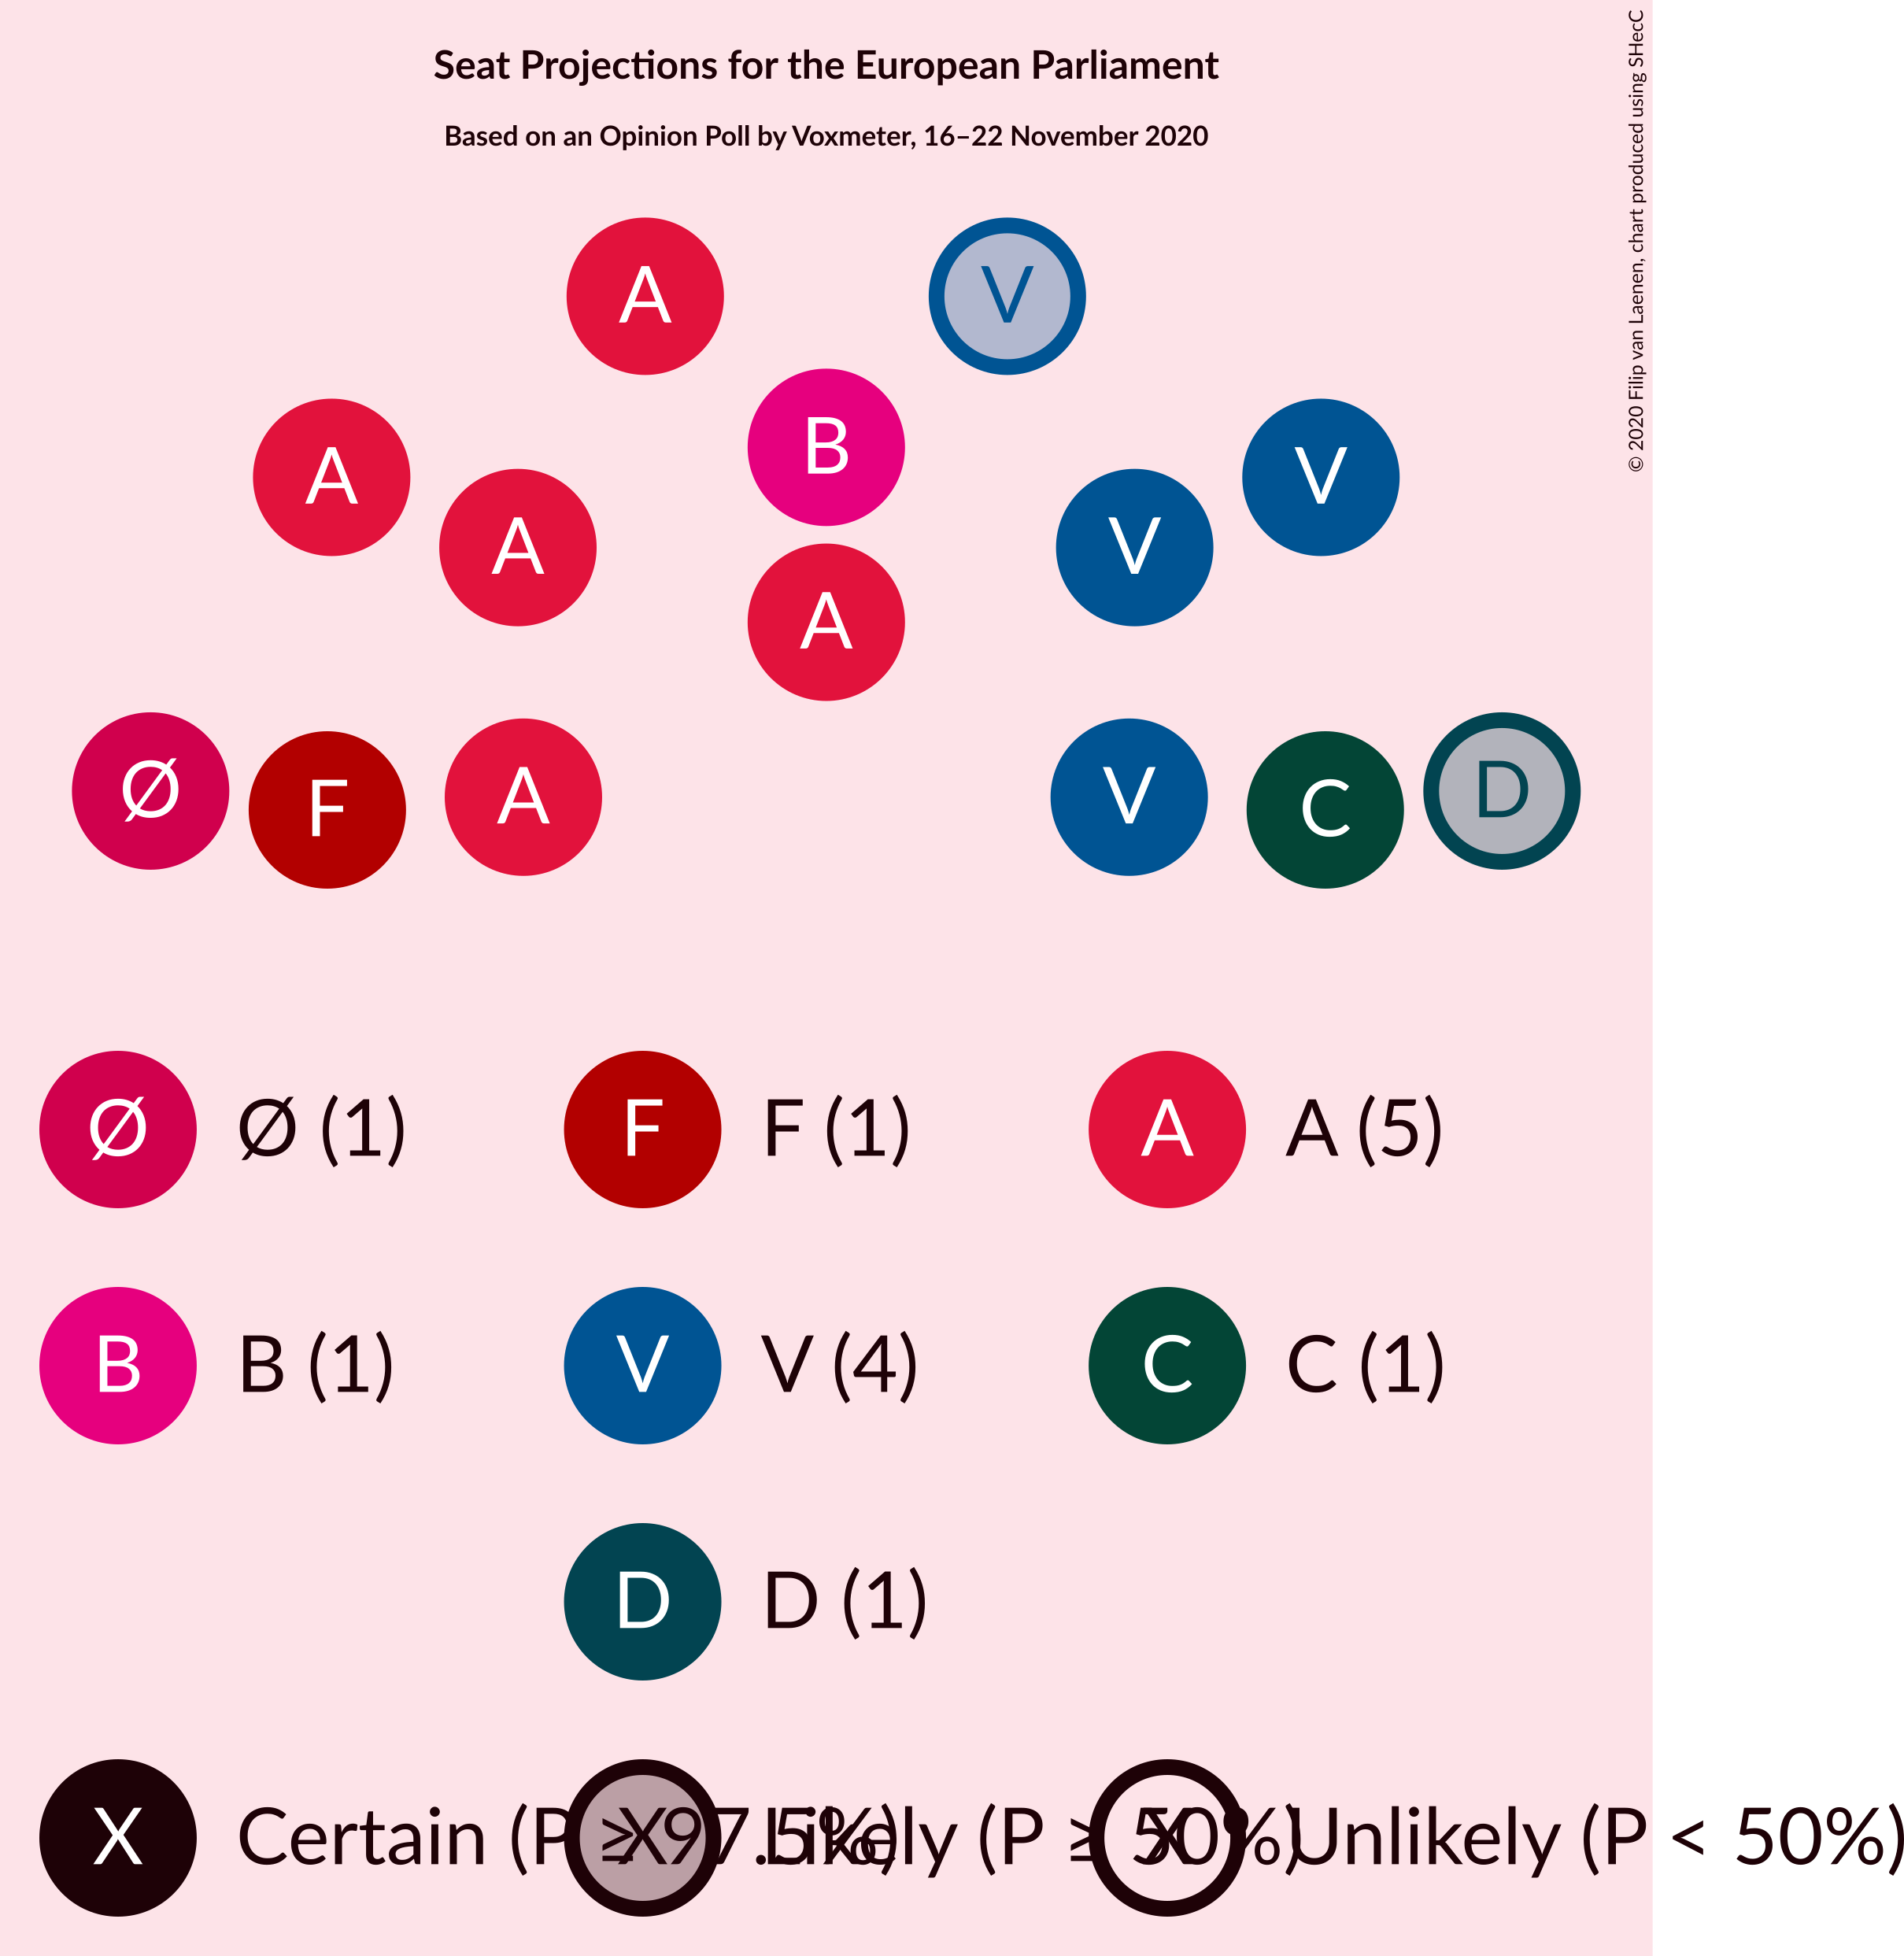 Seat Projections for the European Parliament
Based on an Opinion Poll by Voxmeter, 16–22 November 2020
© 2020 Filip van Laenen, chart produced using SHecC
A V
B
A V
A V
A
Ø D
A V
F C
Ø Ø (1) F F (1) A A (5)
B B (1) V V (4) C C (1)
D D (1)
X Certain (P ≥ 97.5%) X Likely (P ≥ 50%) X Unlikely (P < 50%)